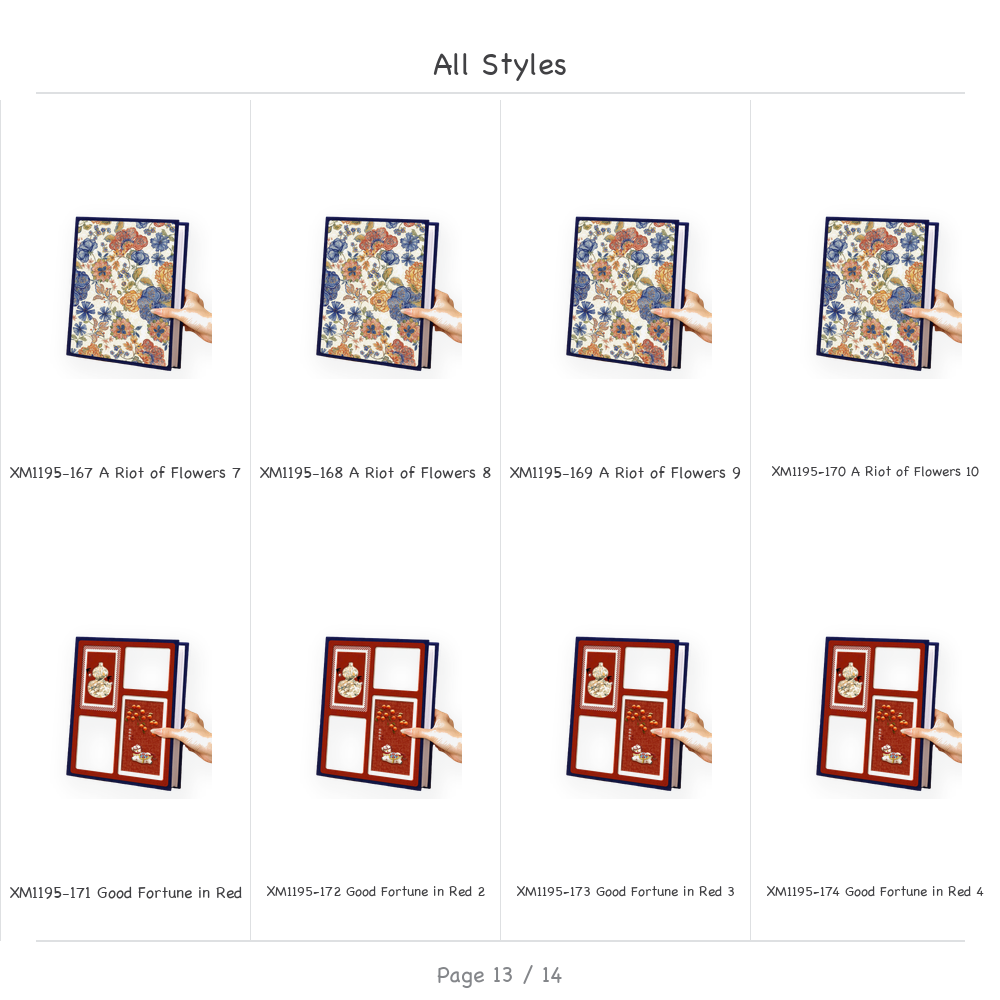 All Styles
XM1195-167 A Riot of Flowers 7
XM1195-168 A Riot of Flowers 8
XM1195-169 A Riot of Flowers 9
XM1195-170 A Riot of Flowers 10
XM1195-171 Good Fortune in Red
XM1195-172 Good Fortune in Red 2
XM1195-173 Good Fortune in Red 3
XM1195-174 Good Fortune in Red 4
Page 13 / 14